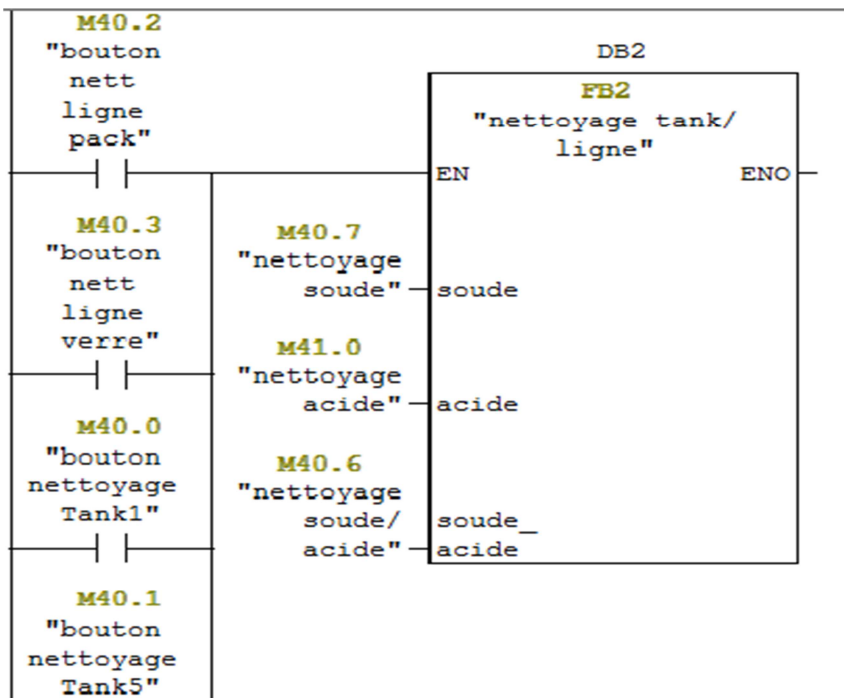 M40.2
"bouton
nett
ligne
pack"
M40.3
"bouton
nett
ligne
verre"
M40.0
"bouton
nettoyage
Tank1"
M40.1
"bouton
nettoyage
Tank5"
M40.7
"nettoyage
soude"
M41.0
"nettoyage
acide"
M40.6
"nettoyage
soude/
acide"
DB2
FB2
"nettoyage tank/
ligne"
EN
ENO
soude
acide
soude_
acide